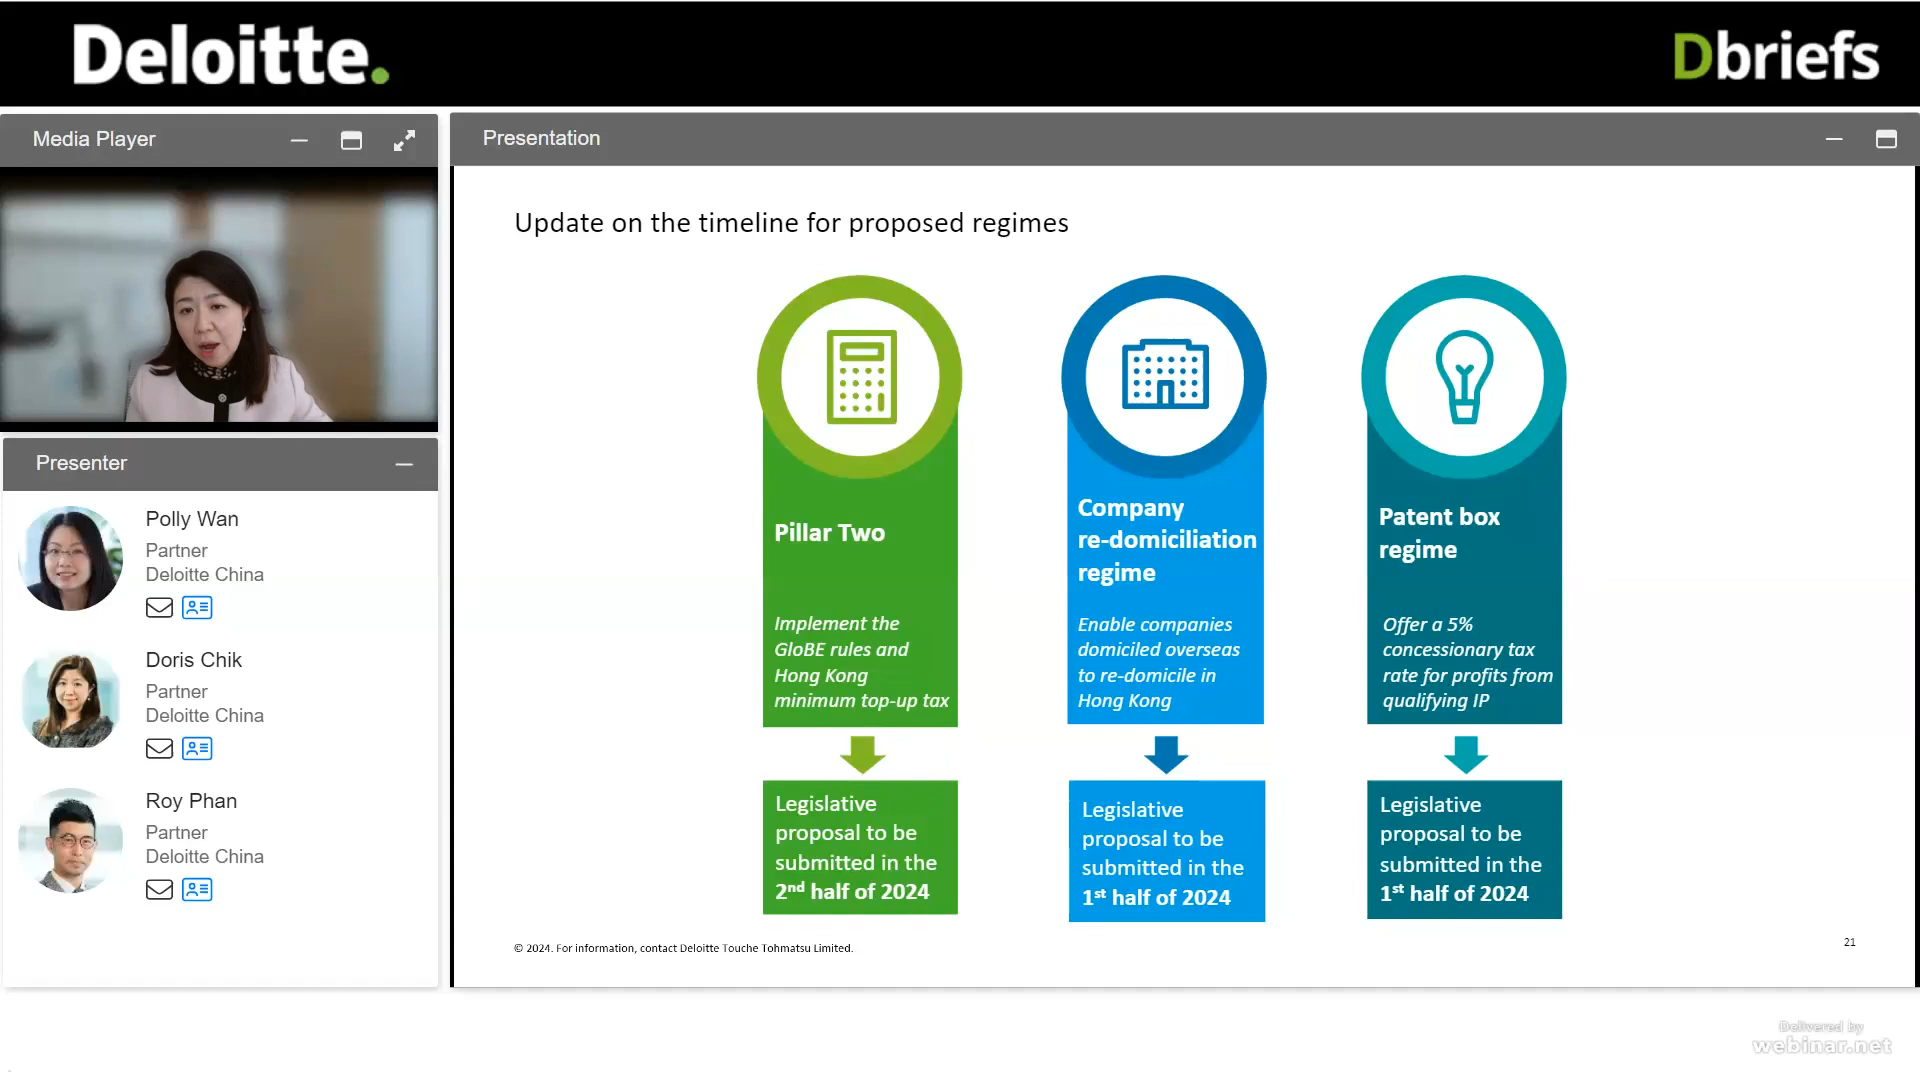 Deloitte.
Dbriefs
Media Player
Presentation
Update on the timeline for proposed regimes
Pillar Two
Implement the
GloBE rules and
Hong Kong
minimum top-up tax
Legislative
proposal to be
submitted in the
2nd half of 2024
Company
re-domiciliation
regime
Enable companies
domiciled overseas
to re-domicile in
Hong Kong
Legislative
proposal to be
submitted in the
1st half of 2024
Patent box
regime
Offer a 5%
concessionary tax
rate for profits from
qualifying IP
Legislative
proposal to be
submitted in the
1st half of 2024
© 2024. For information, contact Deloitte Touche Tohmatsu Limited.
21
Presenter
Polly Wan
Partner
Deloitte China
Doris Chik
Partner
Deloitte China
Roy Phan
Partner
Deloitte China
Delivered by
webinar.net